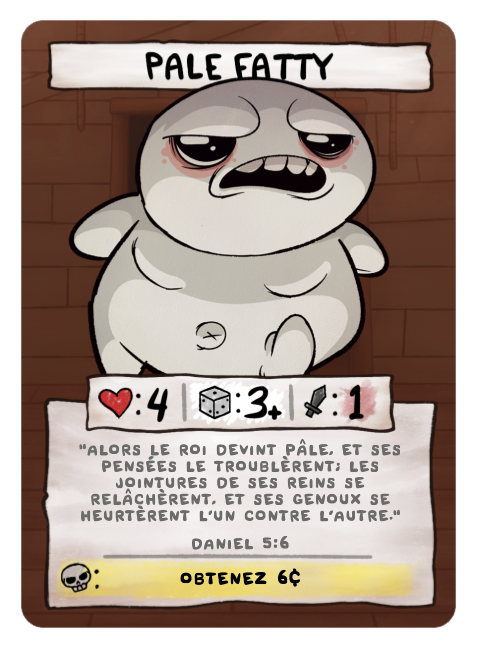 PALE FATTY
:4 :3+ :1
"ALORS LE ROI DEVINT PÂLE, ET SES
PENSÉES LE TROUBLÈRENT; LES
JOINTURES DE SES REINS SE
RELÂCHÈRENT, ET SES GENOUX SE
HEURTÈRENT L'UN CONTRE L'AUTRE."
DANIEL 5:6
: OBTENEZ 6¢